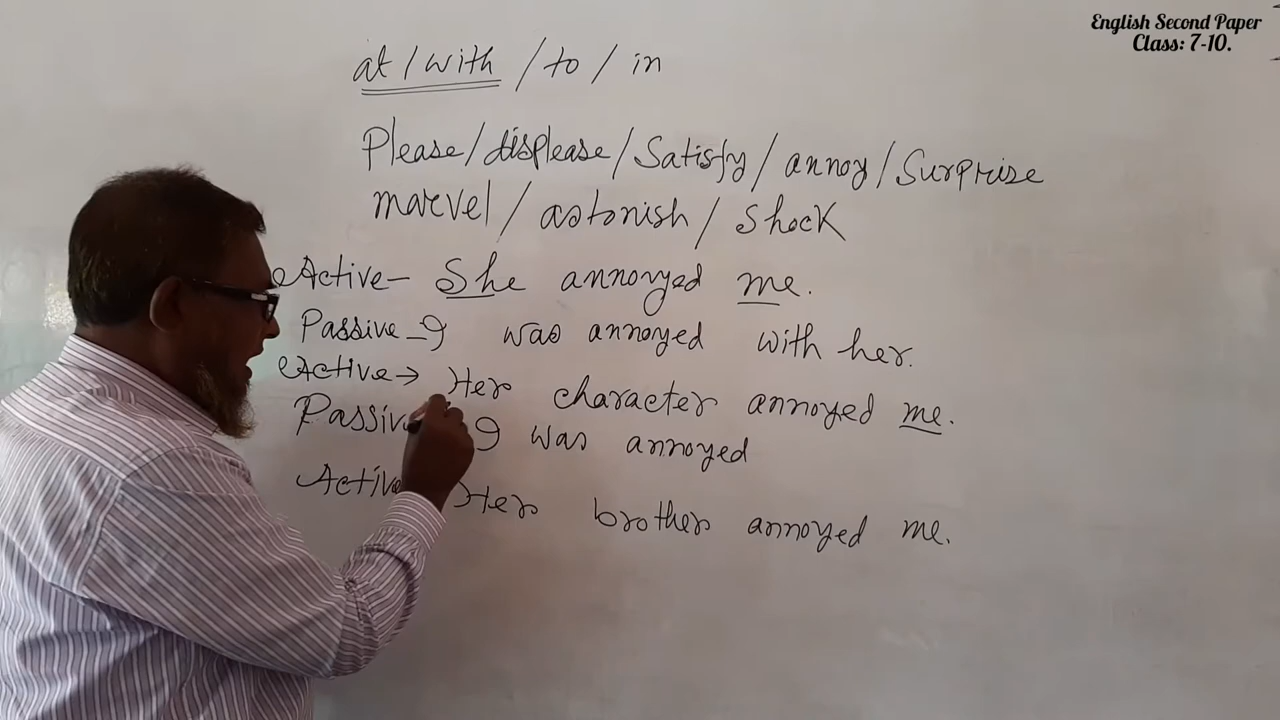 English Second Paper
Class: 7-10.
at / with / to / in
Please / displease / Satisfy / annoy / Surprise
marvel / astonish / Shock
Active - She annoyed me.
Passive - I was annoyed with her.
Active → Her character annoyed me.
Passive I was annoyed
Active Her brother annoyed me.